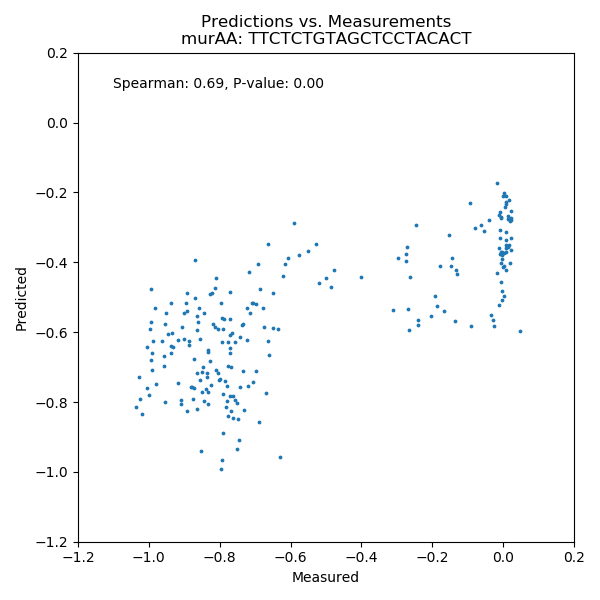 Predictions vs. Measurements
murAA: TTCTCTGTAGCTCCTACACT
0.2
Spearman: 0.69, P-value: 0.00
0.0
−0.2
−0.4
Predicted
−0.6
−0.8
−1.0
−1.2
−1.2 −1.0 −0.8 −0.6 −0.4 −0.2 0.0 0.2
Measured